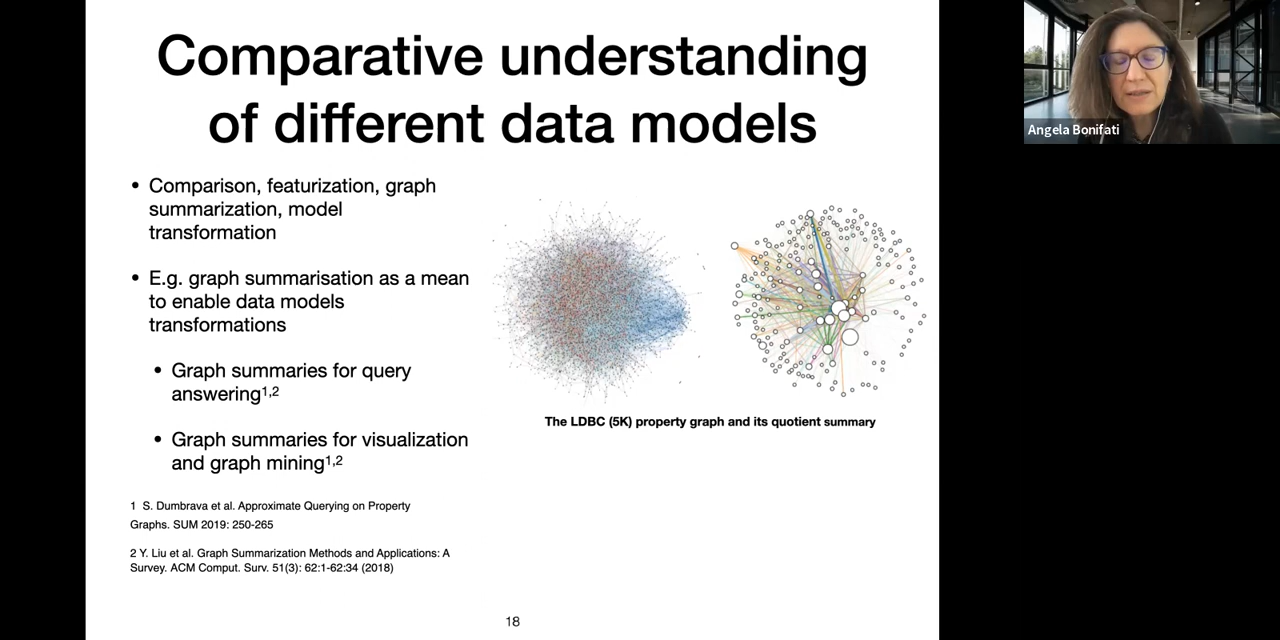 Comparative understanding
of different data models
• Comparison, featurization, graph
summarization, model
transformation
• E.g. graph summarisation as a mean
to enable data models
transformations
• Graph summaries for query
answering1,2
• Graph summaries for visualization
and graph mining1,2
The LDBC (5K) property graph and its quotient summary
1 S. Dumbrava et al. Approximate Querying on Property
Graphs. SUM 2019: 250-265
2 Y. Liu et al. Graph Summarization Methods and Applications: A
Survey. ACM Comput. Surv. 51(3): 62:1-62:34 (2018)
18
Angela Bonifati